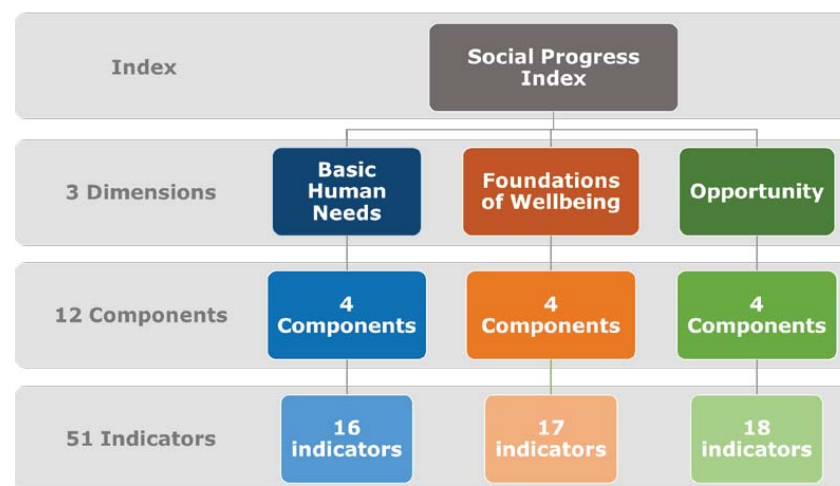 Index
Social Progress
Index
3 Dimensions
Basic
Human
Needs
Foundations
of Wellbeing
Opportunity
12 Components
4
Components
4
Components
4
Components
51 Indicators
16
indicators
17
indicators
18
indicators